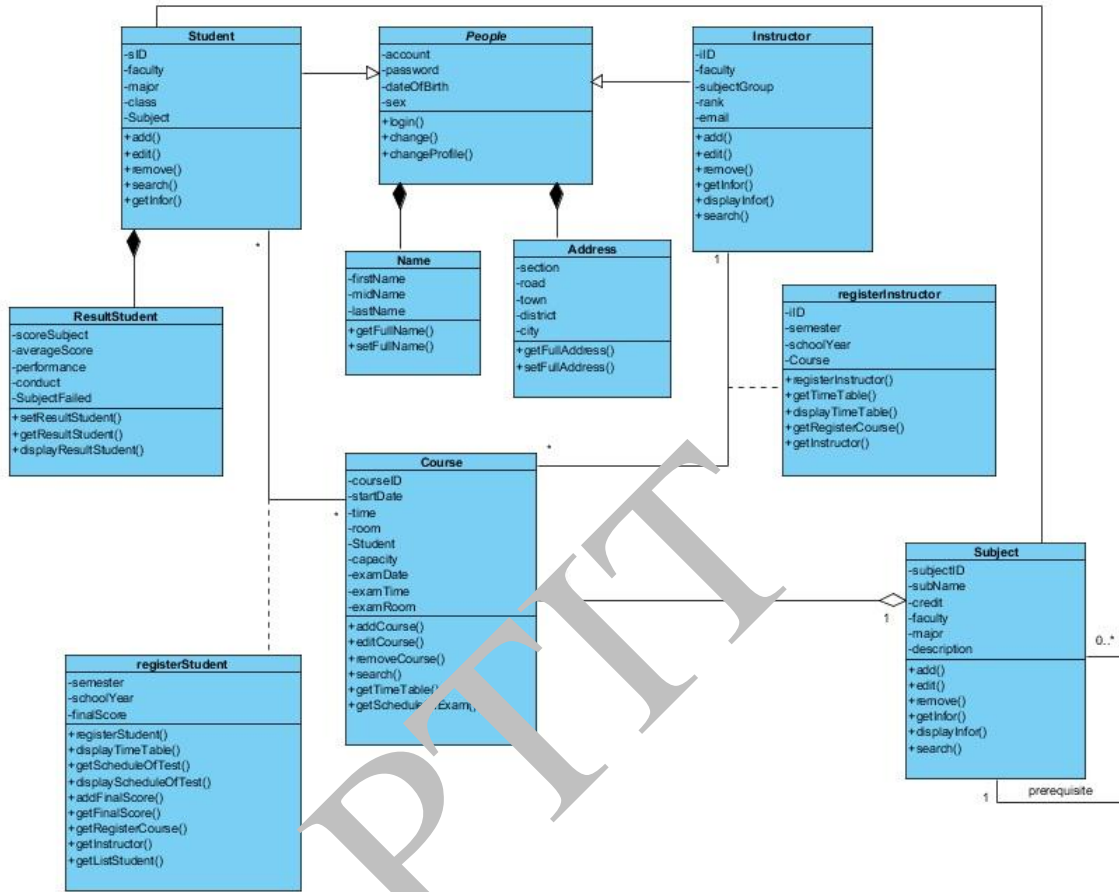 Student
-sID
-faculty
-major
-class
-Subject
+add()
+edit()
+remove()
+search()
+getInfor()
People
-account
-password
-dateOfBirth
-sex
+login()
+change()
+changeProfile()
Instructor
-iID
-faculty
-subjectGroup
-rank
-email
+add()
+edit()
+remove()
+getInfor()
+displayInfor()
+search()
*
1
Name
-firstName
-midName
-lastName
+getFullName()
+setFullName()
Address
-section
-road
-town
-district
-city
+getFullAddress()
+setFullAddress()
registerInstructor
-iID
-semester
-schoolYear
-Course
+registerInstructor()
+getTimeTable()
+displayTimeTable()
+getRegisterCourse()
+getInstructor()
ResultStudent
-scoreSubject
-averageScore
-performance
-conduct
-SubjectFailed
+setResultStudent()
+getResultStudent()
+displayResultStudent()
*
*
Course
-courseID
-startDate
-time
-room
-Student
-capacity
-examDate
-examTime
-examRoom
+addCourse()
+editCourse()
+removeCourse()
+search()
+getTimeTable()
Subject
-subjectID
-subName
-credit
-faculty
-major
-description
+add()
+edit()
+remove()
+getInfor()
+displayInfor()
+search()
1
0..*
1
prerequisite
registerStudent
-semester
-schoolYear
-finalScore
+registerStudent()
+displayTimeTable()
+getScheduleOfTest()
+displayScheduleOfTest()
+addFinalScore()
+getFinalScore()
+getRegisterCourse()
+getInstructor()
+getListStudent()
PTIT